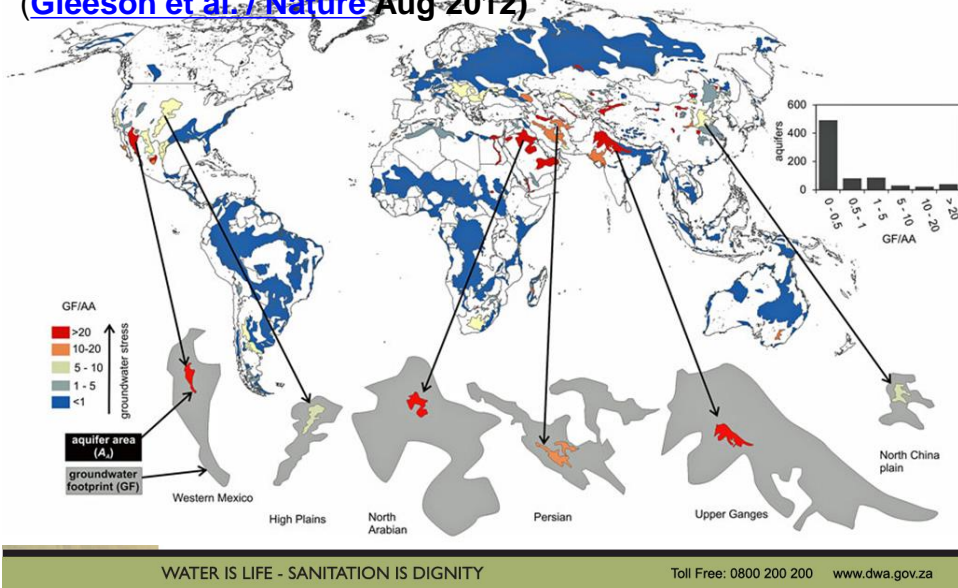 (Gleeson et al. / Nature Aug 2012)
600
400
200
0
aquifers
0 - 0.5
0.5 - 1
1 - 5
5 - 10
10 - 20
> 20
GF/AA
GF/AA
>20
10-20
5 - 10
1 - 5
<1
groundwater stress
aquifer area
(Aₐ)
groundwater
footprint (GF)
Western Mexico
High Plains
North
Arabian
Persian
Upper Ganges
North China
plain
WATER IS LIFE - SANITATION IS DIGNITY
Toll Free: 0800 200 200 www.dwa.gov.za